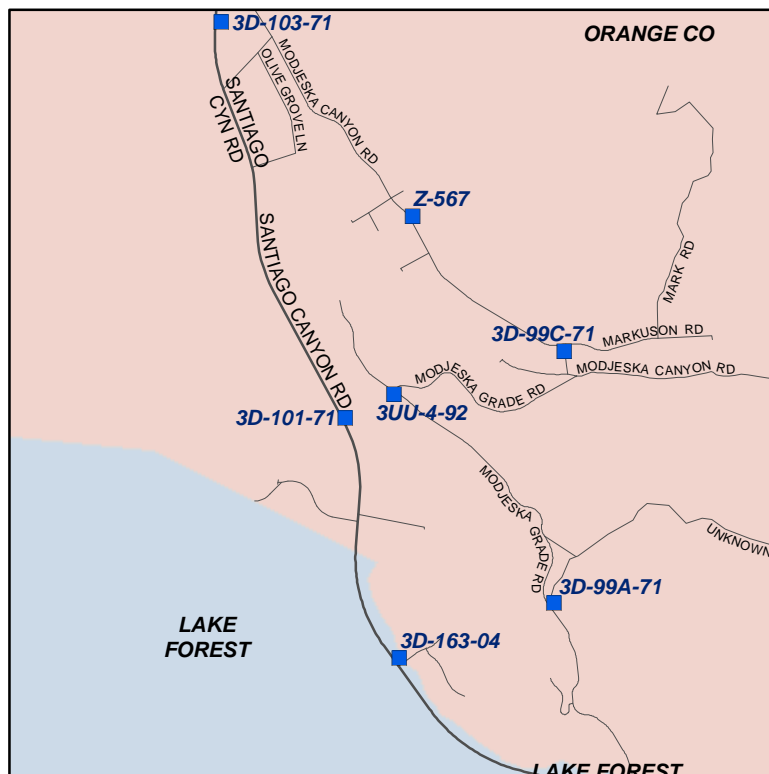 3D-103-71
ORANGE CO
MODJESKA CANYON RD
OLIVE GROVE LN
SANTIAGO
CYN RD
Z-567
SANTIAGO CANYON RD
MARK RD
3D-99C-71
MARKUSON RD
MODJESKA CANYON RD
MODJESKA GRADE RD
3UU-4-92
3D-101-71
MODJESKA GRADE RD
UNKNOWN
3D-99A-71
LAKE
FOREST
3D-163-04
LAKE FOREST